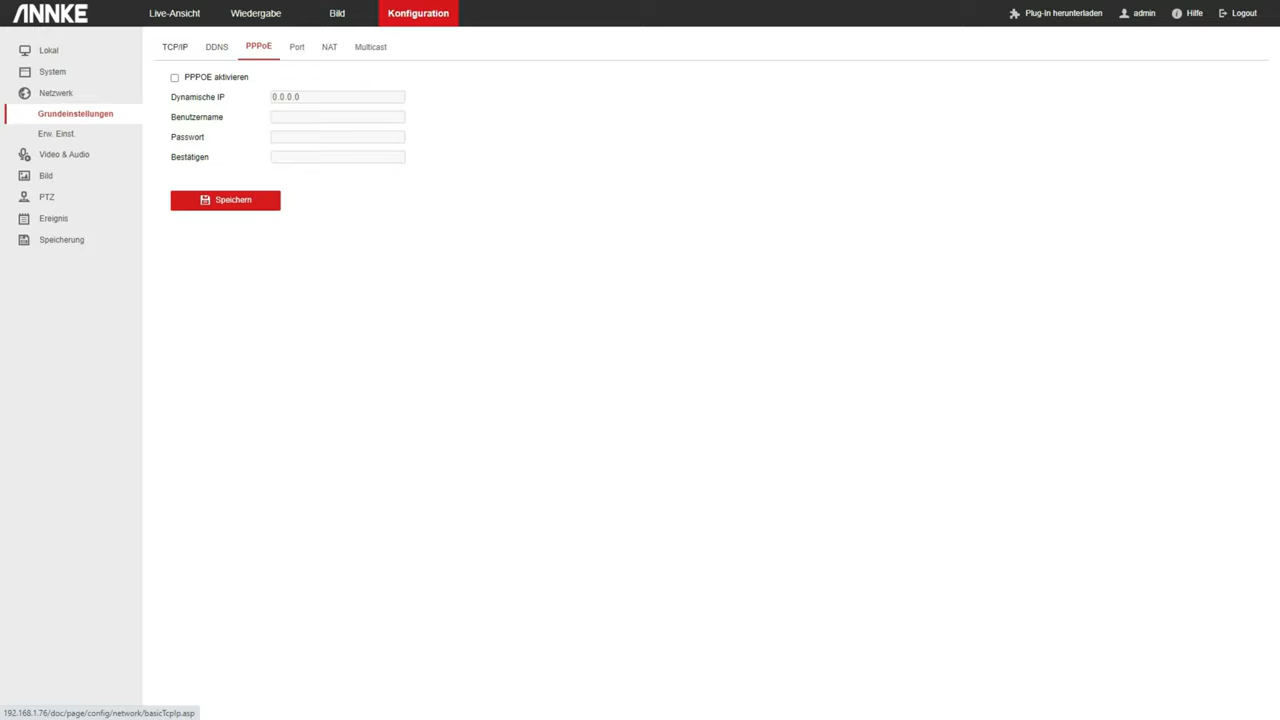 ANNKE Live-Ansicht Wiedergabe Bild Konfiguration Plug-In herunterladen admin Hilfe Logout
Lokal
System
Netzwerk
Grundeinstellungen
Erw. Einst.
Video & Audio
Bild
PTZ
Ereignis
Speicherung
TCP/IP DDNS PPPoE Port NAT Multicast
PPPOE aktivieren
Dynamische IP 0.0.0.0
Benutzername
Passwort
Bestätigen
Speichern
192.168.1.76/doc/page/config/network/basicTcpIp.asp